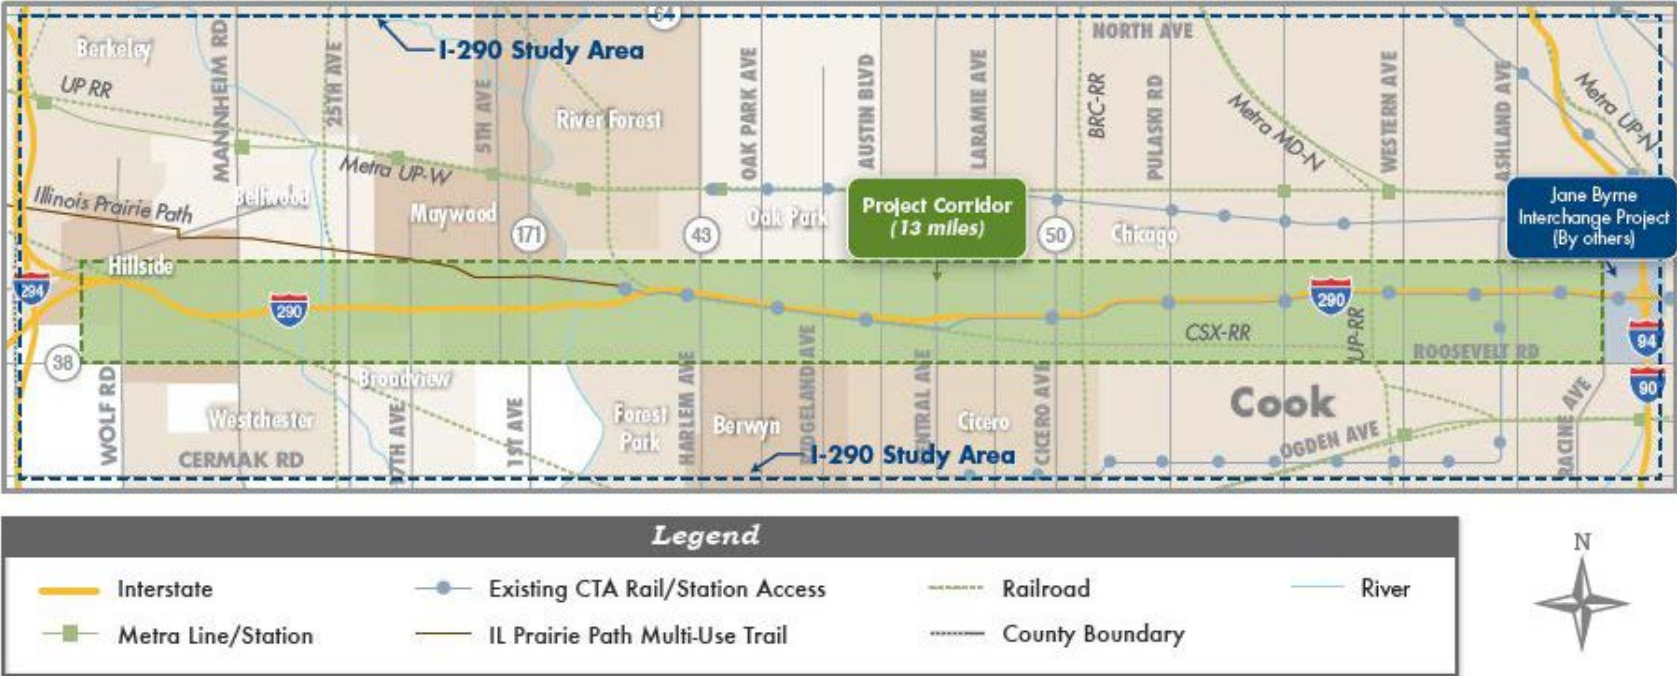 64
I-290 Study Area
NORTH AVE
Berkeley
UP RR
MANNHEIM RD
25TH AVE
5TH AVE
River Forest
OAK PARK AVE
AUSTIN BLVD
LARAMIE AVE
BRC-RR
PULASKI RD
Metra MD-N
WESTERN AVE
ASHLAND AVE
Metra UP-N
Metra UP-W
Illinois Prairie Path
Bellwood
Maywood
171
43
Oak Park
Project Corridor
(13 miles)
50
Chicago
Jane Byrne
Interchange Project
(By others)
Hillside
294
290
290
CSX-RR
UP-RR
ROOSEVELT RD
94
38
90
WOLF RD
Westchester
Broadview
CERMAK RD
17TH AVE
1ST AVE
Forest
Park
HARLEM AVE
Berwyn
RIDGELAND AVE
CENTRAL AVE
Cicero
CICERO AVE
Cook
OGDEN AVE
RACINE AVE
I-290 Study Area
Legend
Interstate
Existing CTA Rail/Station Access
Railroad
River
Metra Line/Station
IL Prairie Path Multi-Use Trail
County Boundary
N